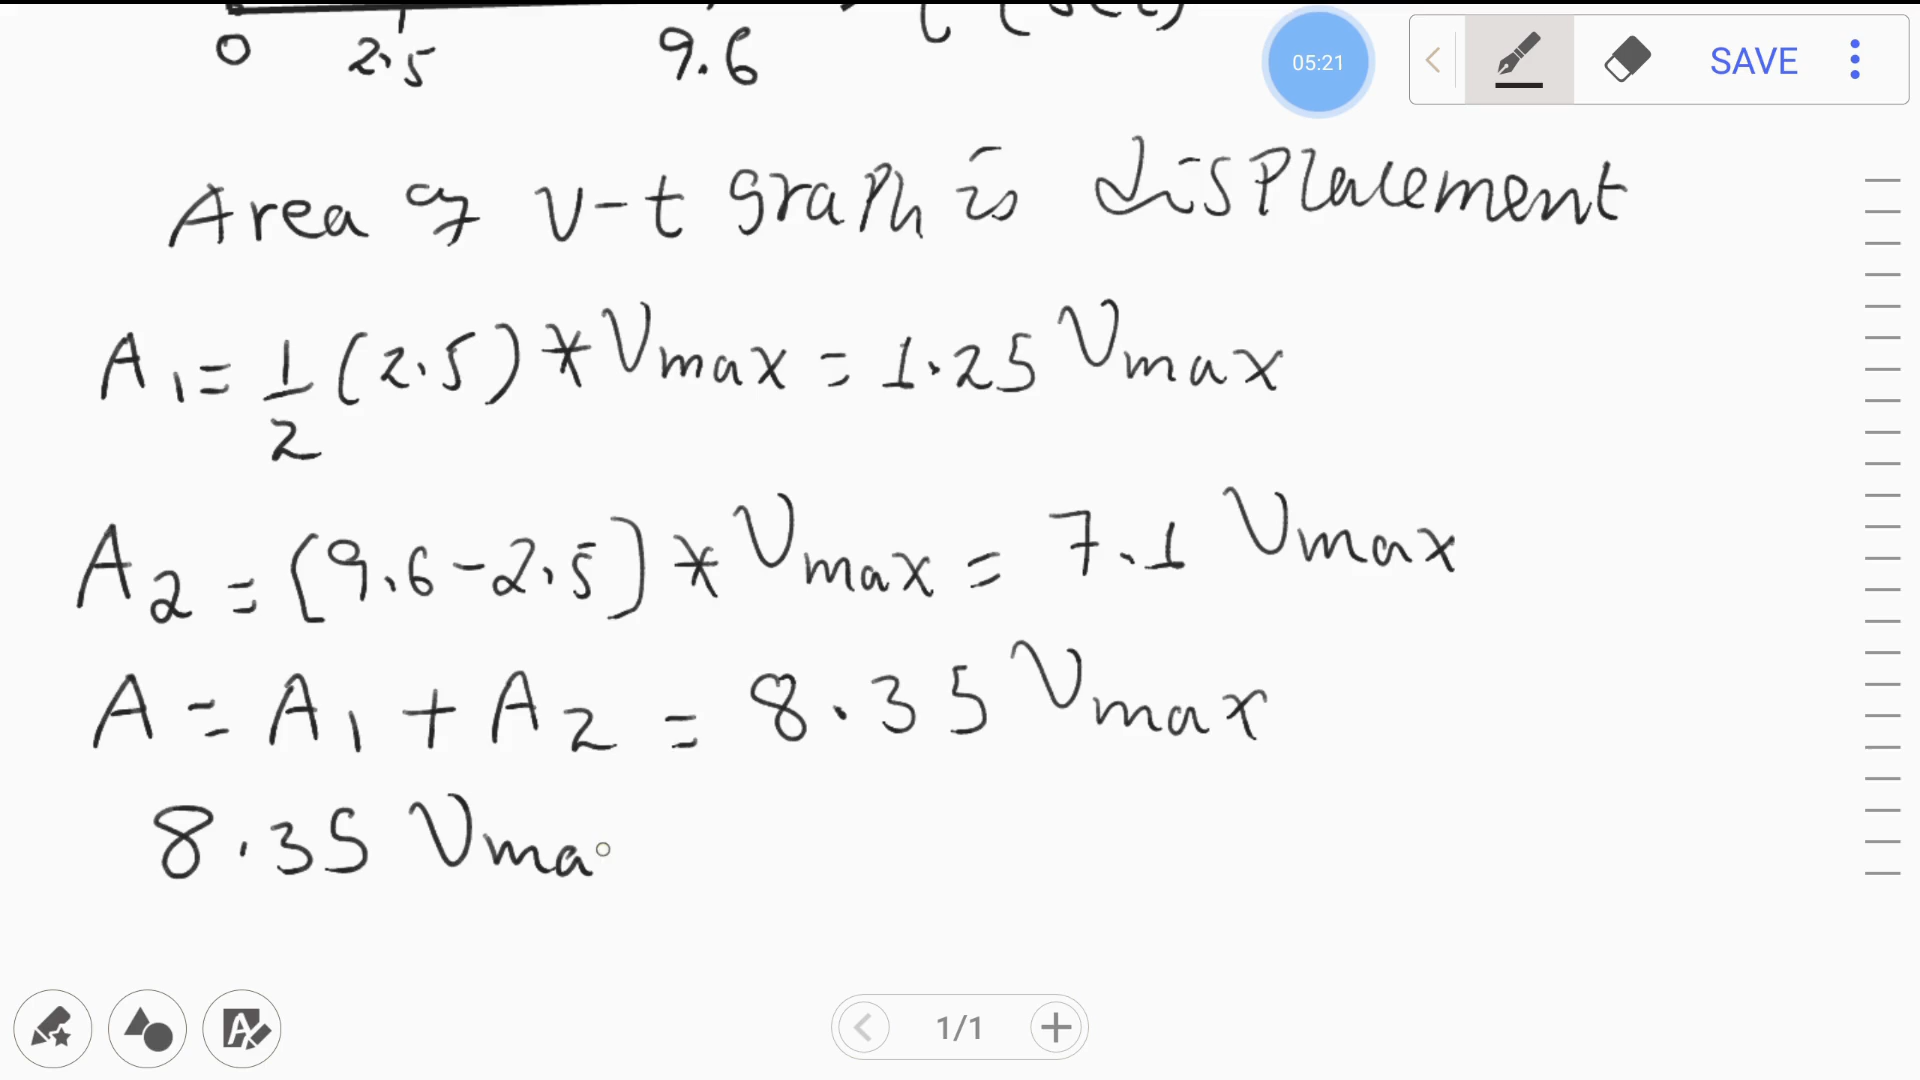 0 2.5 9.6 t (sec)
05:21
SAVE
Area of v-t graph is displacement
A1 = 1/2 (2.5) * Vmax = 1.25 Vmax
A2 = (9.6-2.5) * Vmax = 7.1 Vmax
A = A1 + A2 = 8.35 Vmax
8.35 Vma
1/1